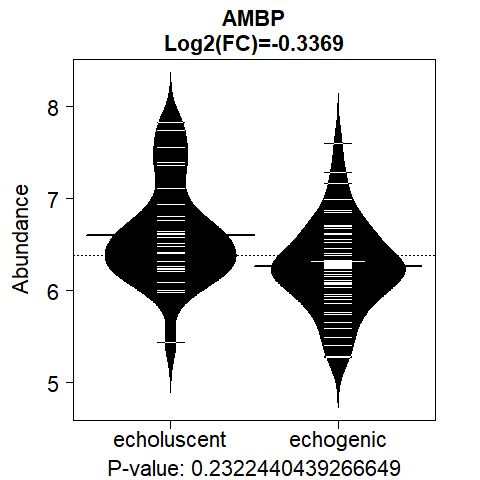 AMBP
Log2(FC)=-0.3369
Abundance
8
7
6
5
echoluscent echogenic
P-value: 0.2322440439266649